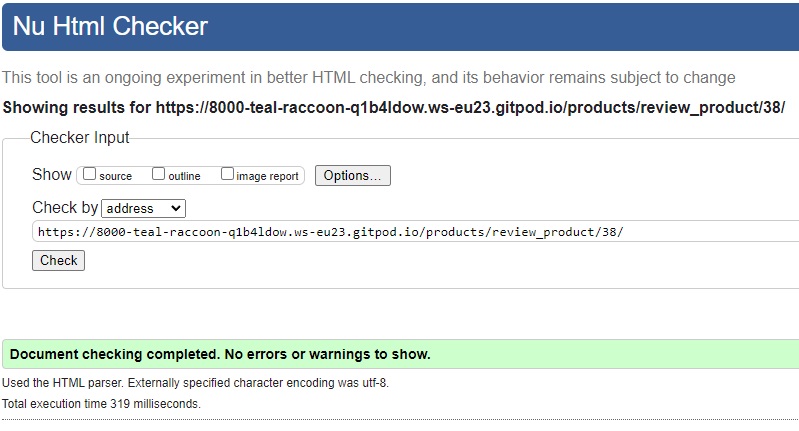 Nu Html Checker
This tool is an ongoing experiment in better HTML checking, and its behavior remains subject to change
Showing results for https://8000-teal-raccoon-q1b4ldow.ws-eu23.gitpod.io/products/review_product/38/
Checker Input
Show source outline image report Options...
Check by address
https://8000-teal-raccoon-q1b4ldow.ws-eu23.gitpod.io/products/review_product/38/
Check
Document checking completed. No errors or warnings to show.
Used the HTML parser. Externally specified character encoding was utf-8.
Total execution time 319 milliseconds.